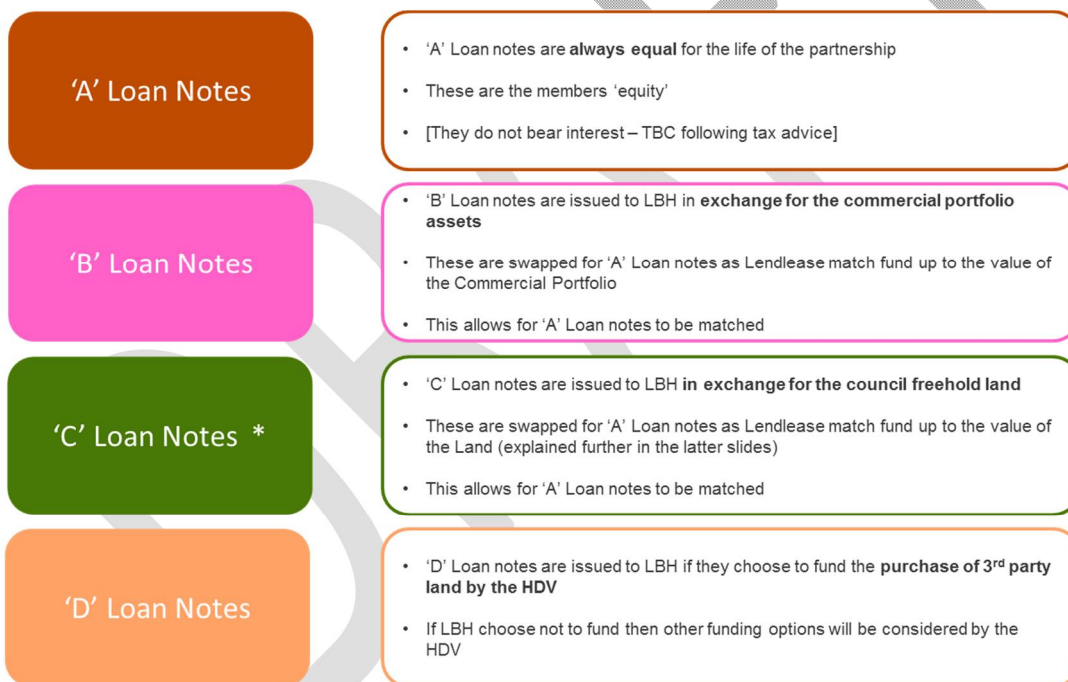 ‘A’ Loan Notes
• ‘A’ Loan notes are always equal for the life of the partnership
• These are the members ‘equity’
• [They do not bear interest – TBC following tax advice]
‘B’ Loan Notes
• ‘B’ Loan notes are issued to LBH in exchange for the commercial portfolio
assets
• These are swapped for ‘A’ Loan notes as Lendlease match fund up to the value of
the Commercial Portfolio
• This allows for ‘A’ Loan notes to be matched
‘C’ Loan Notes *
• ‘C’ Loan notes are issued to LBH in exchange for the council freehold land
• These are swapped for ‘A’ Loan notes as Lendlease match fund up to the value of
the Land (explained further in the latter slides)
• This allows for ‘A’ Loan notes to be matched
‘D’ Loan Notes
• ‘D’ Loan notes are issued to LBH if they choose to fund the purchase of 3rd party
land by the HDV
• If LBH choose not to fund then other funding options will be considered by the
HDV